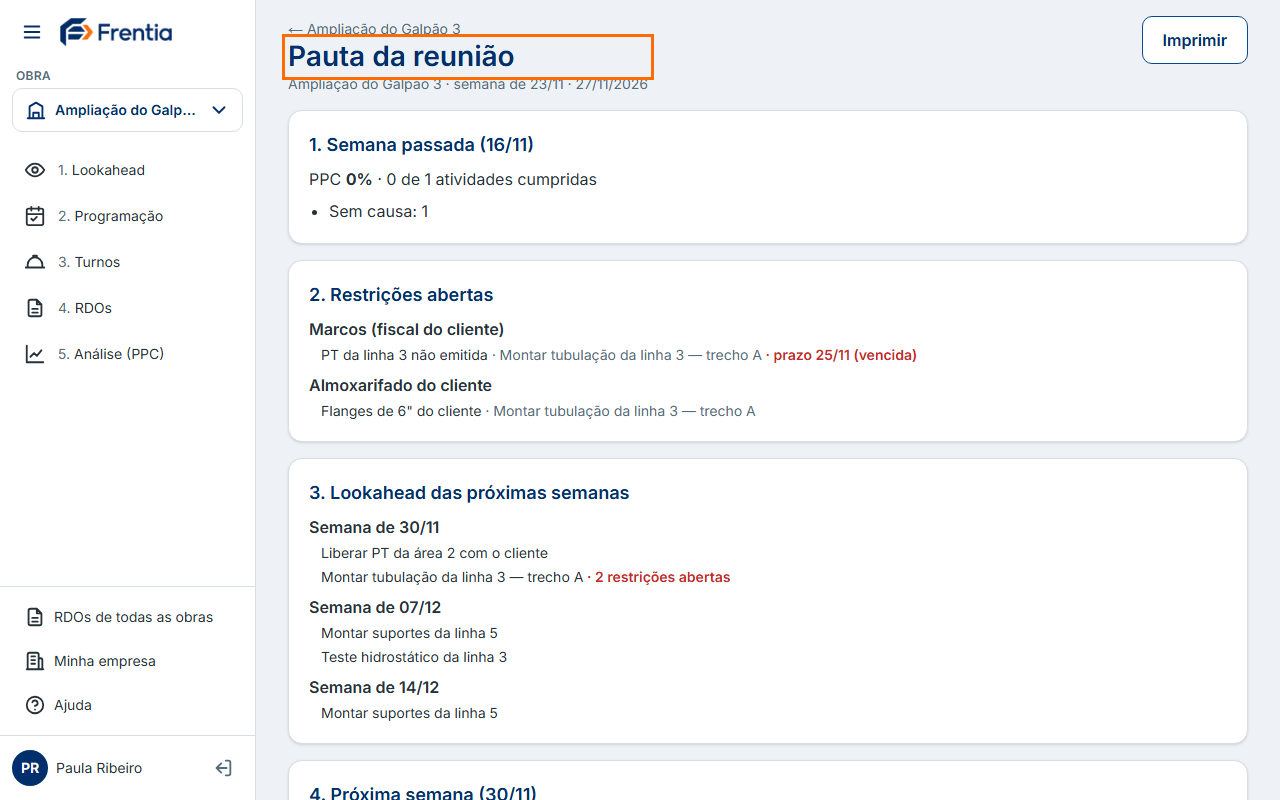 Frentia
OBRA
Ampliação do Galp...
1. Lookahead
2. Programação
3. Turnos
4. RDOs
5. Análise (PPC)
RDOs de todas as obras
Minha empresa
Ajuda
PR Paula Ribeiro
← Ampliação do Galpão 3
Pauta da reunião
Ampliação do Galpão 3 · semana de 23/11 · 27/11/2026
Imprimir
1. Semana passada (16/11)
PPC 0% · 0 de 1 atividades cumpridas
• Sem causa: 1
2. Restrições abertas
Marcos (fiscal do cliente)
PT da linha 3 não emitida · Montar tubulação da linha 3 — trecho A · prazo 25/11 (vencida)
Almoxarifado do cliente
Flanges de 6" do cliente · Montar tubulação da linha 3 — trecho A
3. Lookahead das próximas semanas
Semana de 30/11
Liberar PT da área 2 com o cliente
Montar tubulação da linha 3 — trecho A · 2 restrições abertas
Semana de 07/12
Montar suportes da linha 5
Teste hidrostático da linha 3
Semana de 14/12
Montar suportes da linha 5
4. Próxima semana (30/11)